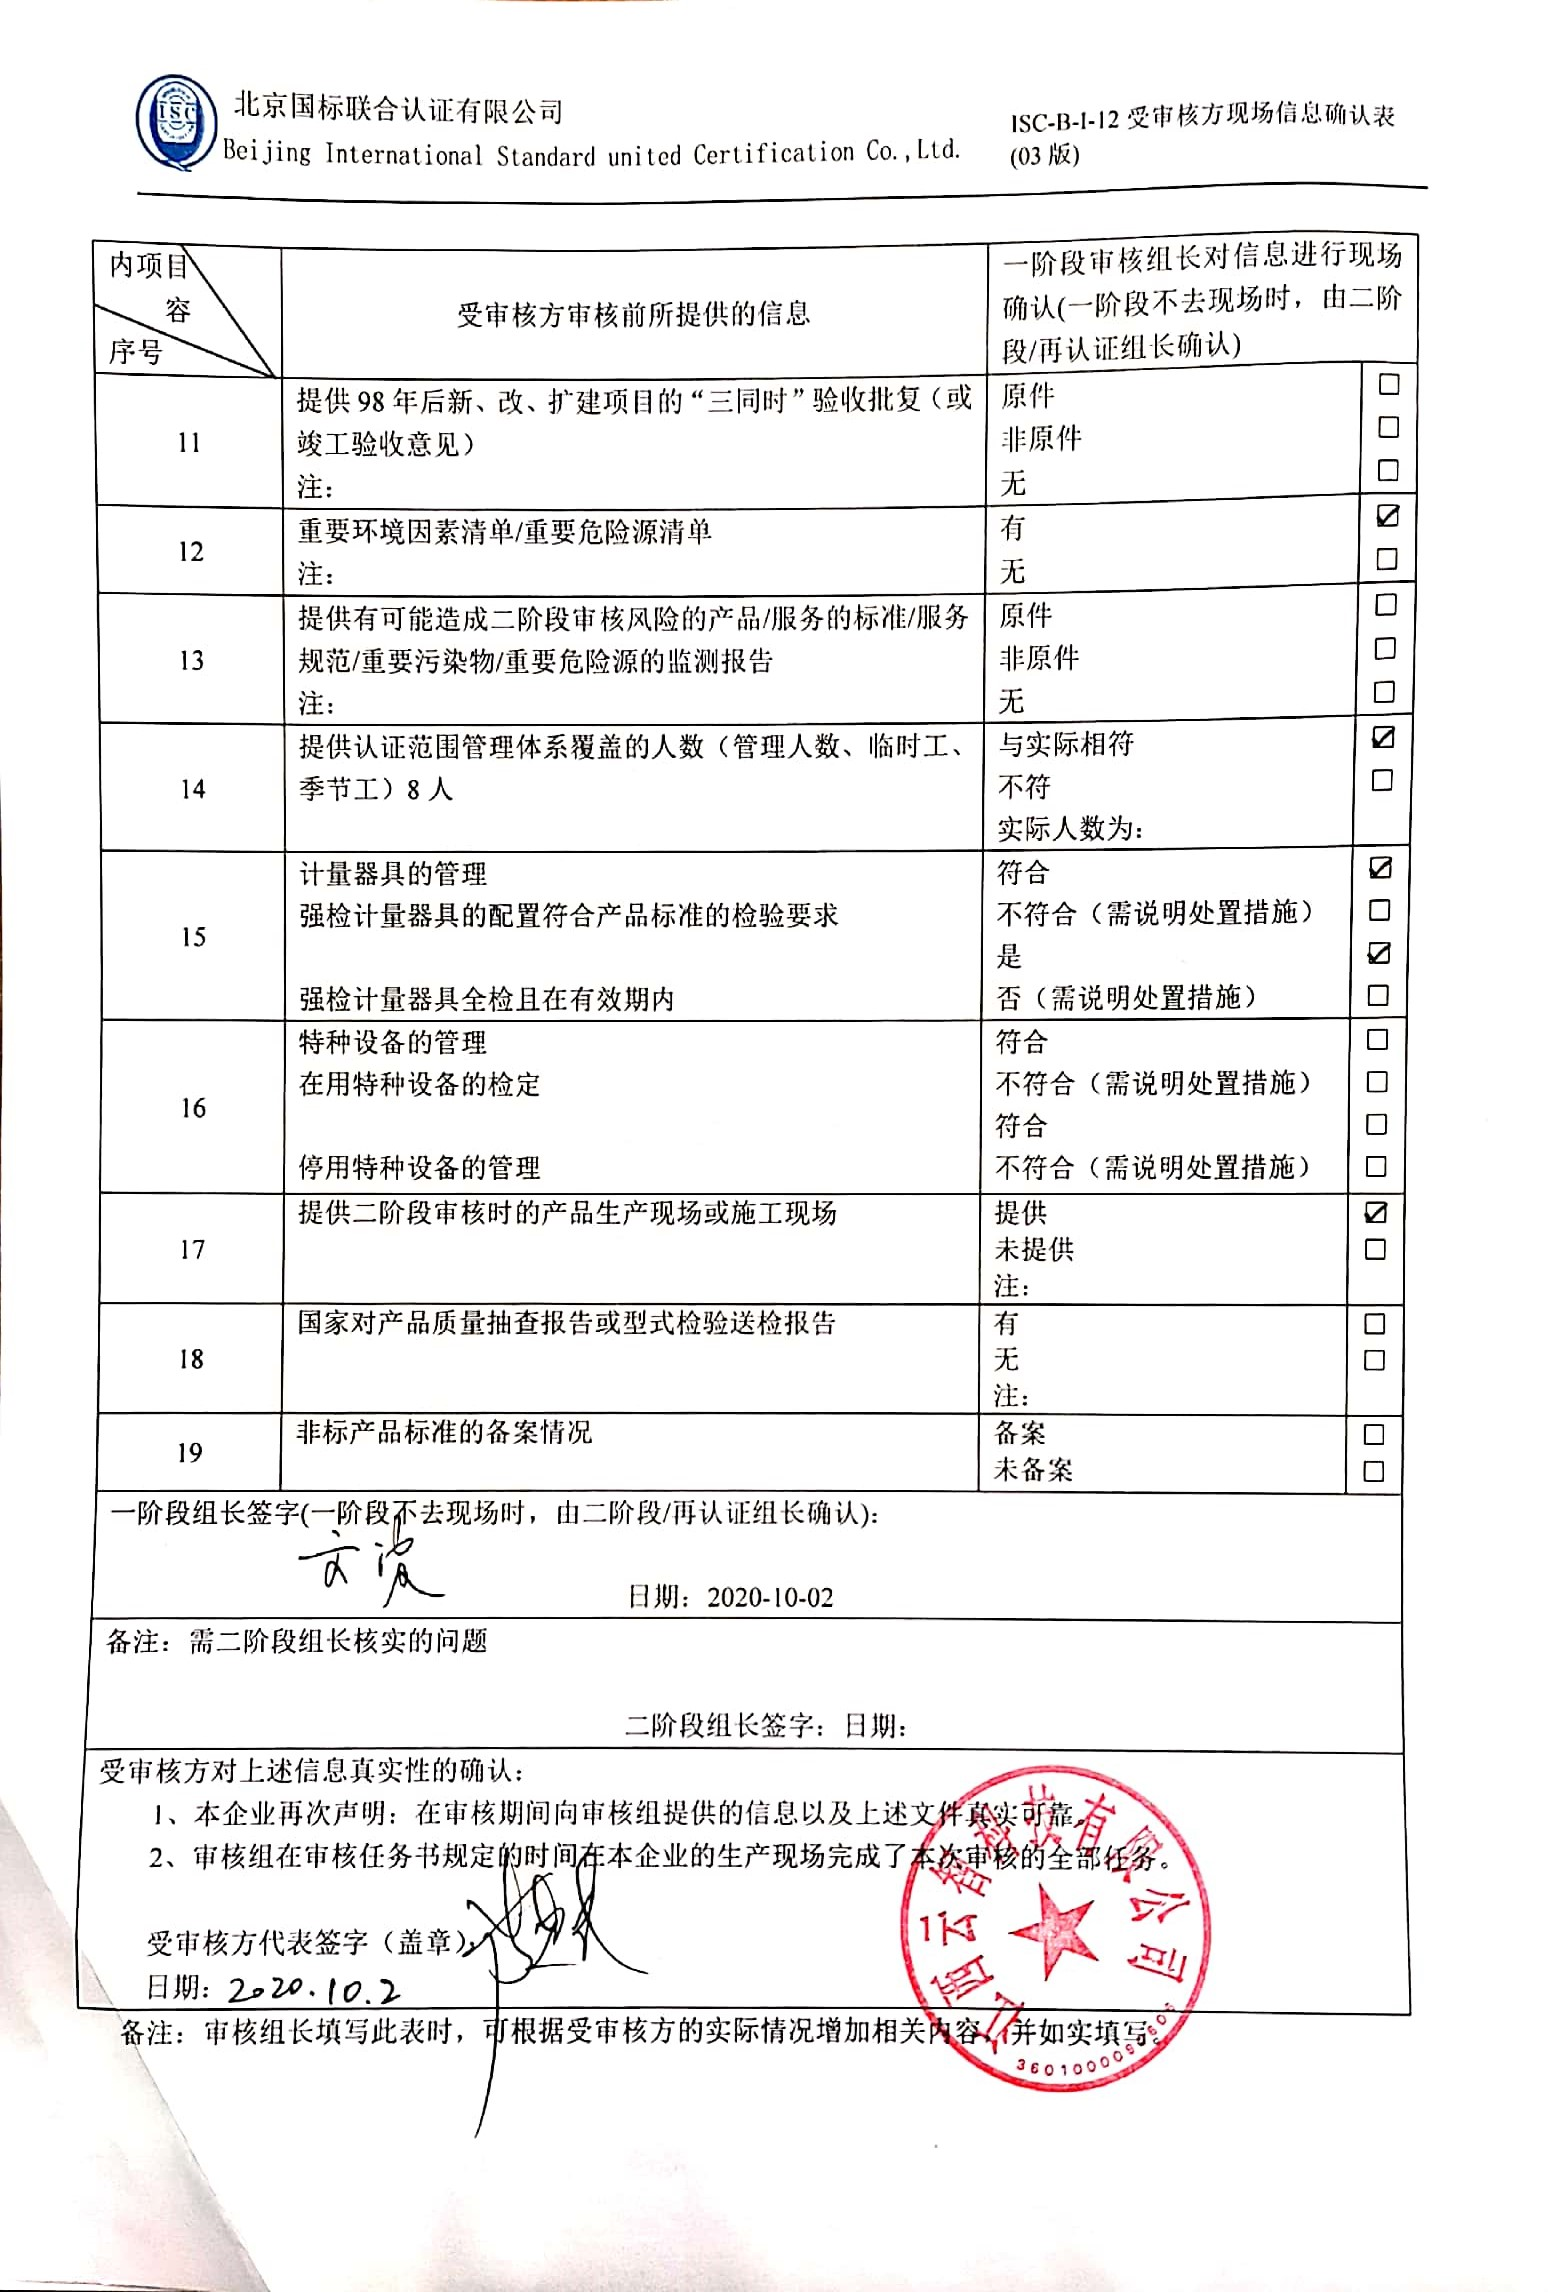 ISC
北京国标联合认证有限公司
Beijing International Standard united Certification Co.,Ltd.
ISC-B-I-12 受审核方现场信息确认表
(03 版)
内项目
容
序号
受审核方审核前所提供的信息
一阶段审核组长对信息进行现场
确认(一阶段不去现场时，由二阶
段/再认证组长确认)
11
提供 98 年后新、改、扩建项目的“三同时”验收批复（或
竣工验收意见）
注：
原件 ☐
非原件 ☐
无 ☐
12
重要环境因素清单/重要危险源清单
注：
有 ☑
无 ☐
13
提供有可能造成二阶段审核风险的产品/服务的标准/服务
规范/重要污染物/重要危险源的监测报告
注：
原件 ☐
非原件 ☐
无 ☐
14
提供认证范围管理体系覆盖的人数（管理人数、临时工、
季节工）8 人
与实际相符 ☑
不符 ☐
实际人数为：
15
计量器具的管理
强检计量器具的配置符合产品标准的检验要求
强检计量器具全检且在有效期内
符合 ☑
不符合（需说明处置措施） ☐
是 ☑
否（需说明处置措施） ☐
16
特种设备的管理
在用特种设备的检定
停用特种设备的管理
符合 ☐
不符合（需说明处置措施） ☐
符合 ☐
不符合（需说明处置措施） ☐
17
提供二阶段审核时的产品生产现场或施工现场
提供 ☑
未提供 ☐
注：
18
国家对产品质量抽查报告或型式检验送检报告
有 ☐
无 ☐
注：
19
非标产品标准的备案情况
备案 ☐
未备案 ☐
一阶段组长签字(一阶段不去现场时，由二阶段/再认证组长确认)：
文波
日期：2020-10-02
备注：需二阶段组长核实的问题
二阶段组长签字：日期：
受审核方对上述信息真实性的确认：
1、本企业再次声明：在审核期间向审核组提供的信息以及上述文件真实可靠。
2、审核组在审核任务书规定的时间在本企业的生产现场完成了本次审核的全部任务。
受审核方代表签字（盖章）
日期：2020.10.2
江西云智科技有限公司
备注：审核组长填写此表时，可根据受审核方的实际情况增加相关内容，并如实填写。